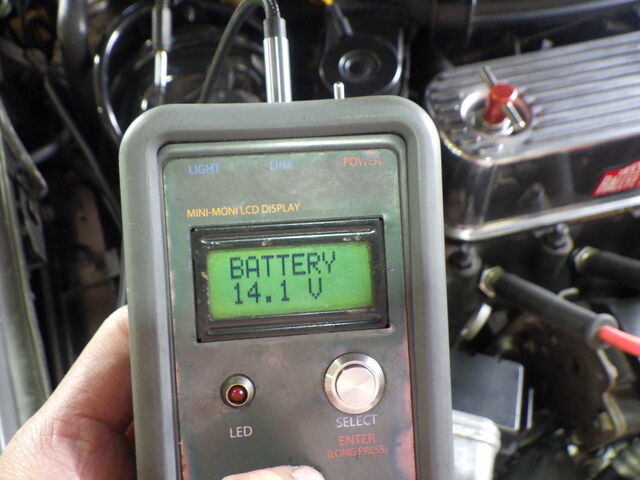 LIGHT LINK POWER
MINI-MONI LCD DISPLAY
BATTERY
14.1 V
LED
SELECT
ENTER
(LONG PRESS)